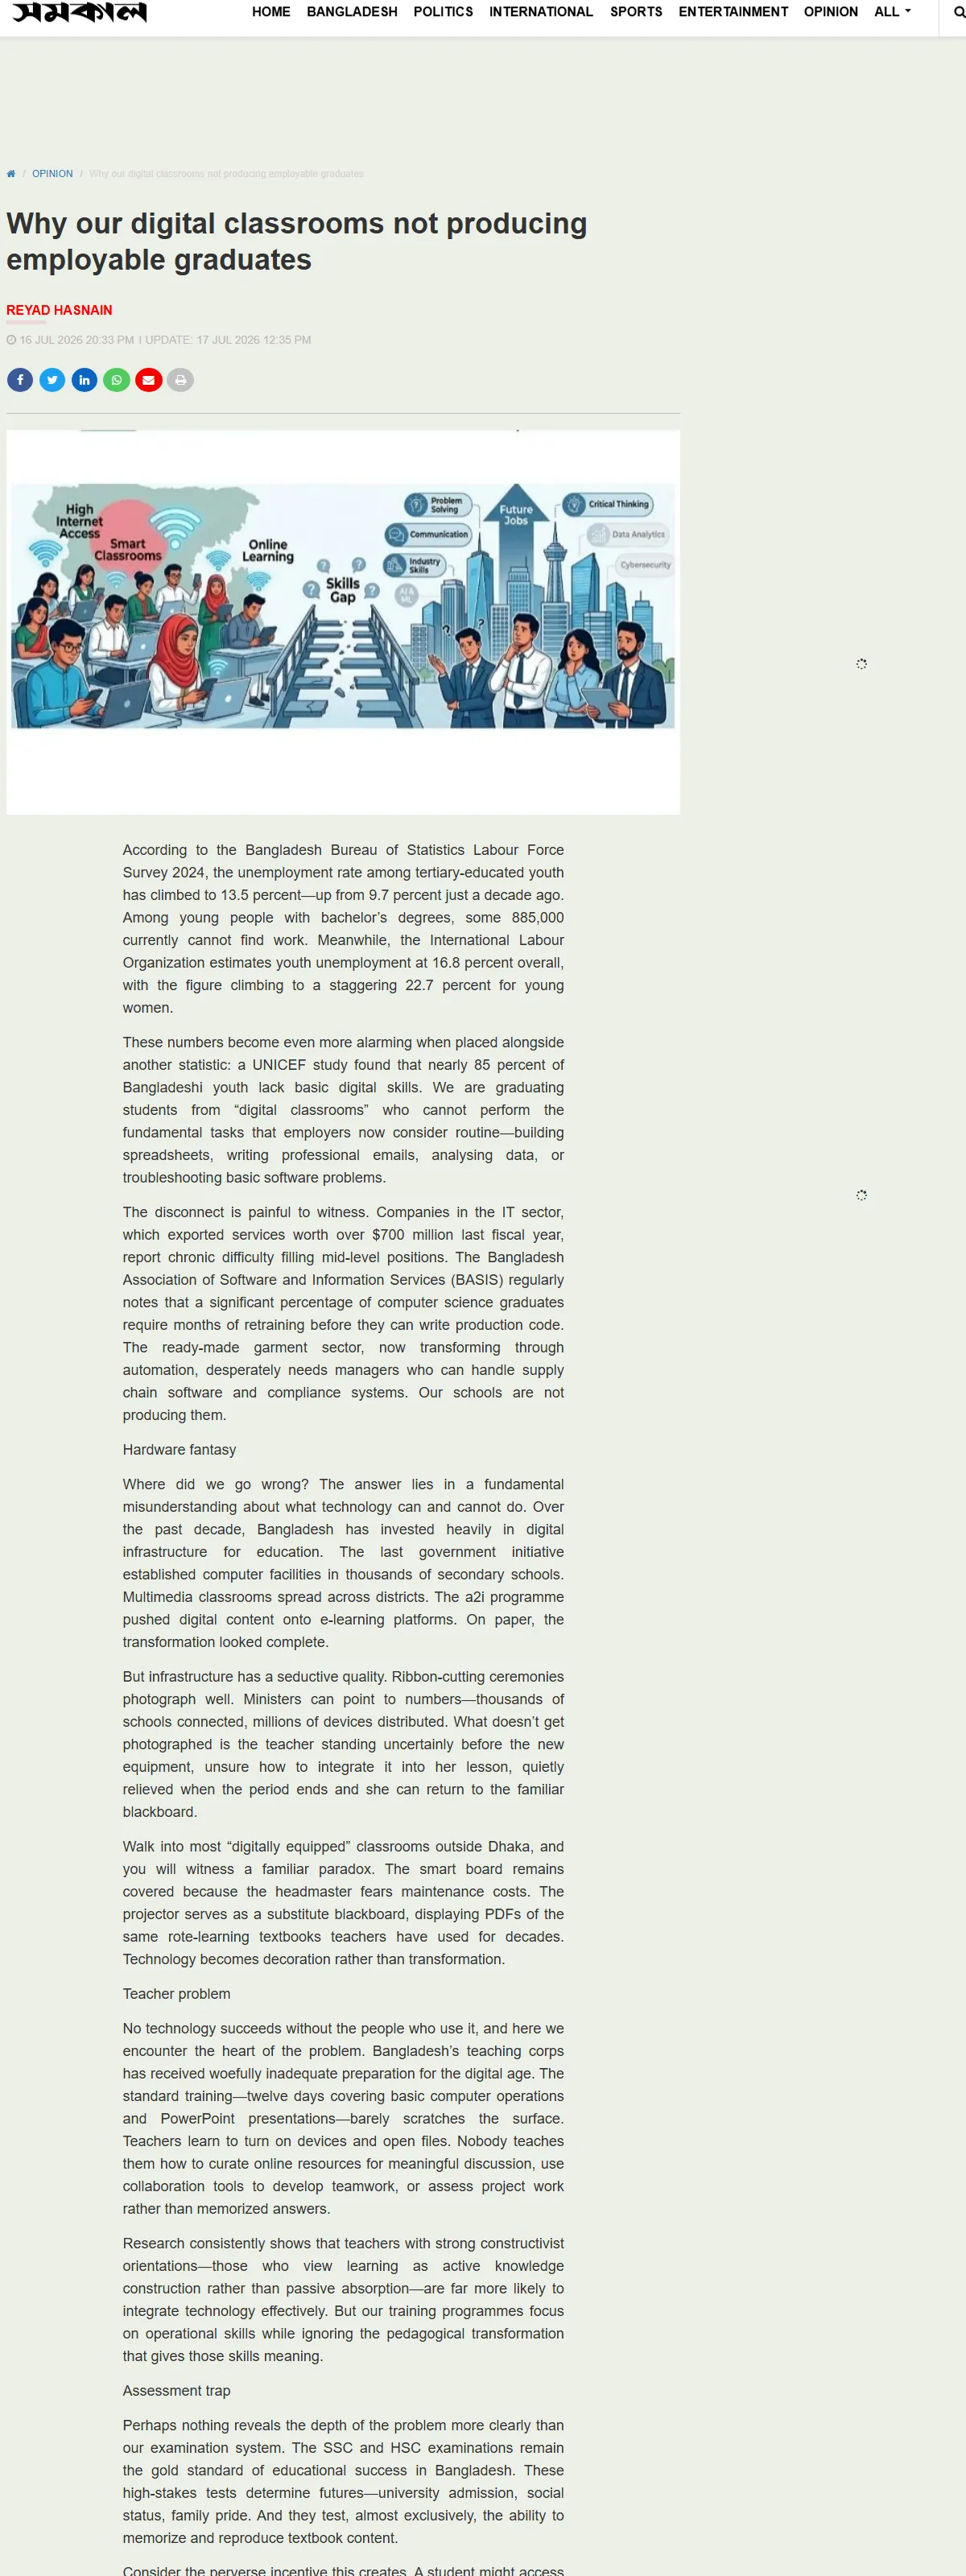 সমকাল
HOME BANGLADESH POLITICS INTERNATIONAL SPORTS ENTERTAINMENT OPINION ALL
/ OPINION / Why our digital classrooms not producing employable graduates
Why our digital classrooms not producing
employable graduates
REYAD HASNAIN
16 JUL 2026 20:33 PM | UPDATE: 17 JUL 2026 12:35 PM
High
Internet
Access
Smart
Classrooms
Online
Learning
Skills
Gap
Problem
Solving
Communication
Industry
Skills
AI &
ML
Future
Jobs
Critical Thinking
Data Analytics
Cybersecurity
According to the Bangladesh Bureau of Statistics Labour Force
Survey 2024, the unemployment rate among tertiary-educated youth
has climbed to 13.5 percent—up from 9.7 percent just a decade ago.
Among young people with bachelor’s degrees, some 885,000
currently cannot find work. Meanwhile, the International Labour
Organization estimates youth unemployment at 16.8 percent overall,
with the figure climbing to a staggering 22.7 percent for young
women.
These numbers become even more alarming when placed alongside
another statistic: a UNICEF study found that nearly 85 percent of
Bangladeshi youth lack basic digital skills. We are graduating
students from “digital classrooms” who cannot perform the
fundamental tasks that employers now consider routine—building
spreadsheets, writing professional emails, analysing data, or
troubleshooting basic software problems.
The disconnect is painful to witness. Companies in the IT sector,
which exported services worth over $700 million last fiscal year,
report chronic difficulty filling mid-level positions. The Bangladesh
Association of Software and Information Services (BASIS) regularly
notes that a significant percentage of computer science graduates
require months of retraining before they can write production code.
The ready-made garment sector, now transforming through
automation, desperately needs managers who can handle supply
chain software and compliance systems. Our schools are not
producing them.
Hardware fantasy
Where did we go wrong? The answer lies in a fundamental
misunderstanding about what technology can and cannot do. Over
the past decade, Bangladesh has invested heavily in digital
infrastructure for education. The last government initiative
established computer facilities in thousands of secondary schools.
Multimedia classrooms spread across districts. The a2i programme
pushed digital content onto e-learning platforms. On paper, the
transformation looked complete.
But infrastructure has a seductive quality. Ribbon-cutting ceremonies
photograph well. Ministers can point to numbers—thousands of
schools connected, millions of devices distributed. What doesn’t get
photographed is the teacher standing uncertainly before the new
equipment, unsure how to integrate it into her lesson, quietly
relieved when the period ends and she can return to the familiar
blackboard.
Walk into most “digitally equipped” classrooms outside Dhaka, and
you will witness a familiar paradox. The smart board remains
covered because the headmaster fears maintenance costs. The
projector serves as a substitute blackboard, displaying PDFs of the
same rote-learning textbooks teachers have used for decades.
Technology becomes decoration rather than transformation.
Teacher problem
No technology succeeds without the people who use it, and here we
encounter the heart of the problem. Bangladesh’s teaching corps
has received woefully inadequate preparation for the digital age. The
standard training—twelve days covering basic computer operations
and PowerPoint presentations—barely scratches the surface.
Teachers learn to turn on devices and open files. Nobody teaches
them how to curate online resources for meaningful discussion, use
collaboration tools to develop teamwork, or assess project work
rather than memorized answers.
Research consistently shows that teachers with strong constructivist
orientations—those who view learning as active knowledge
construction rather than passive absorption—are far more likely to
integrate technology effectively. But our training programmes focus
on operational skills while ignoring the pedagogical transformation
that gives those skills meaning.
Assessment trap
Perhaps nothing reveals the depth of the problem more clearly than
our examination system. The SSC and HSC examinations remain
the gold standard of educational success in Bangladesh. These
high-stakes tests determine futures—university admission, social
status, family pride. And they test, almost exclusively, the ability to
memorize and reproduce textbook content.
Consider the perverse incentive this creates. A student might access